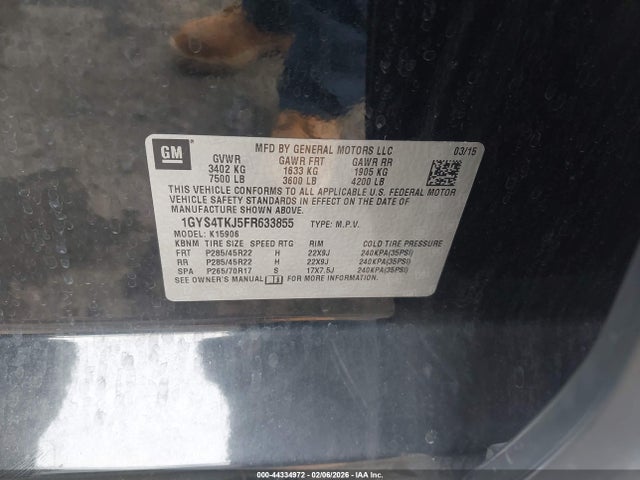 GM
MFD BY GENERAL MOTORS LLC 03/15
GVWR GAWR FRT GAWR RR
3402 KG 1633 KG 1905 KG
7500 LB 3600 LB 4200 LB
THIS VEHICLE CONFORMS TO ALL APPLICABLE U.S. FEDERAL MOTOR
VEHICLE SAFETY STANDARDS IN EFFECT ON THE DATE OF
MANUFACTURE SHOWN ABOVE.
1GYS4TKJ5FR633855 TYPE: M.P.V.
MODEL: K15906
KBNM TIRE SIZE SPEED RTG RIM COLD TIRE PRESSURE
FRT P285/45R22 H 22X9J 240KPA(35PSI)
RR P285/45R22 H 22X9J 240KPA(35PSI)
SPA P265/70R17 S 17X7.5J 240KPA(35PSI)
SEE OWNER'S MANUAL FOR MORE INFORMATION.
000-44334972 02/06/2026 IAA Inc.